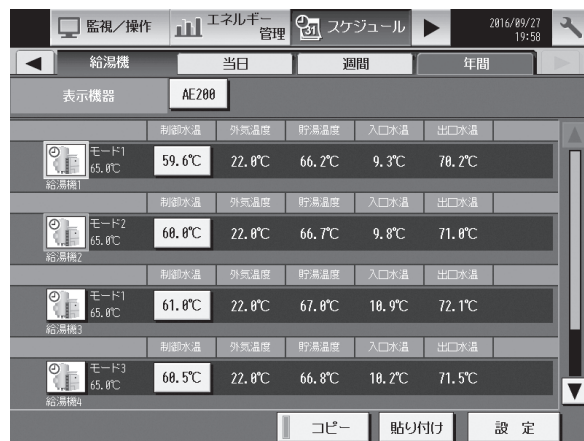 監視／操作 エネルギー管理 スケジュール 2016/09/27 19:58
給湯機 当日 週間 年間
表示機器 AE200
制御水温 外気温度 貯湯温度 入口水温 出口水温
モード1 65.0℃ 59.6℃ 22.0℃ 66.2℃ 9.3℃ 70.2℃
給湯機1
制御水温 外気温度 貯湯温度 入口水温 出口水温
モード2 65.0℃ 60.0℃ 22.0℃ 66.7℃ 9.8℃ 71.0℃
給湯機2
制御水温 外気温度 貯湯温度 入口水温 出口水温
モード1 65.0℃ 61.0℃ 22.0℃ 67.0℃ 10.9℃ 72.1℃
給湯機3
制御水温 外気温度 貯湯温度 入口水温 出口水温
モード3 65.0℃ 60.5℃ 22.0℃ 66.8℃ 10.2℃ 71.5℃
給湯機4
コピー 貼り付け 設 定